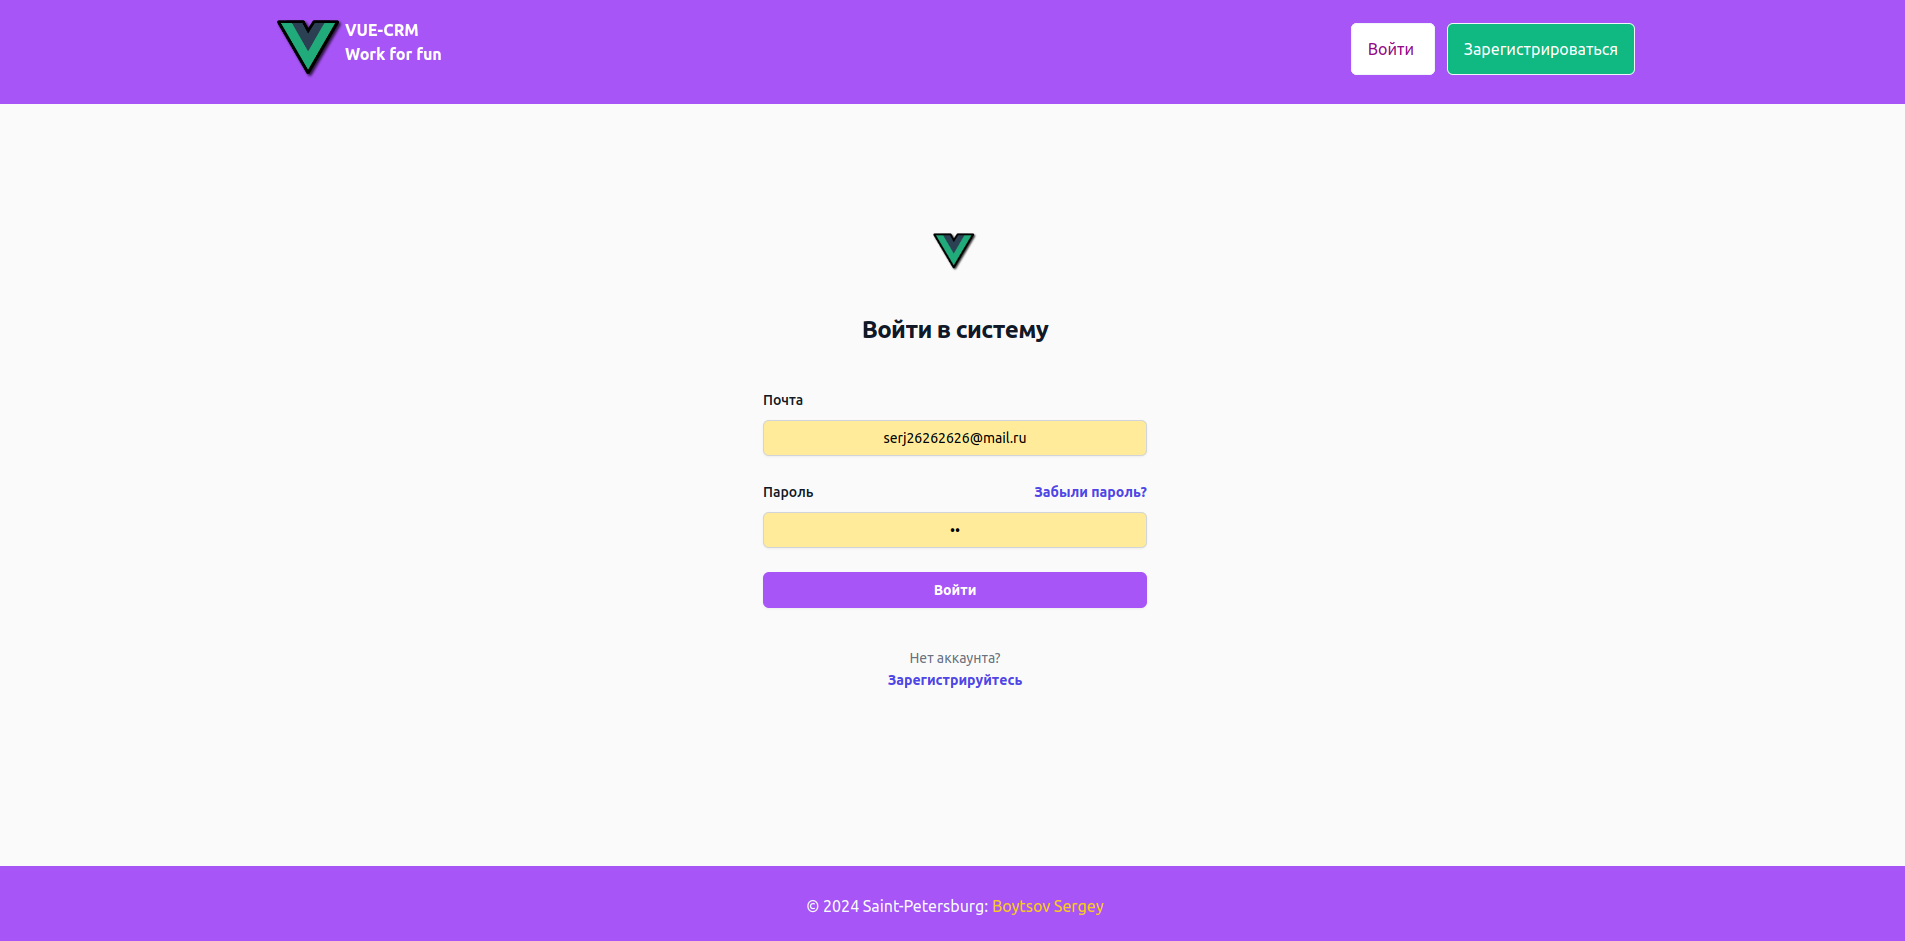 VUE-CRM
Work for fun
Войти
Зарегистрироваться
Войти в систему
Почта
serj26262626@mail.ru
Пароль
Забыли пароль?
••
Войти
Нет аккаунта?
Зарегистрируйтесь
© 2024 Saint-Petersburg: Boytsov Sergey